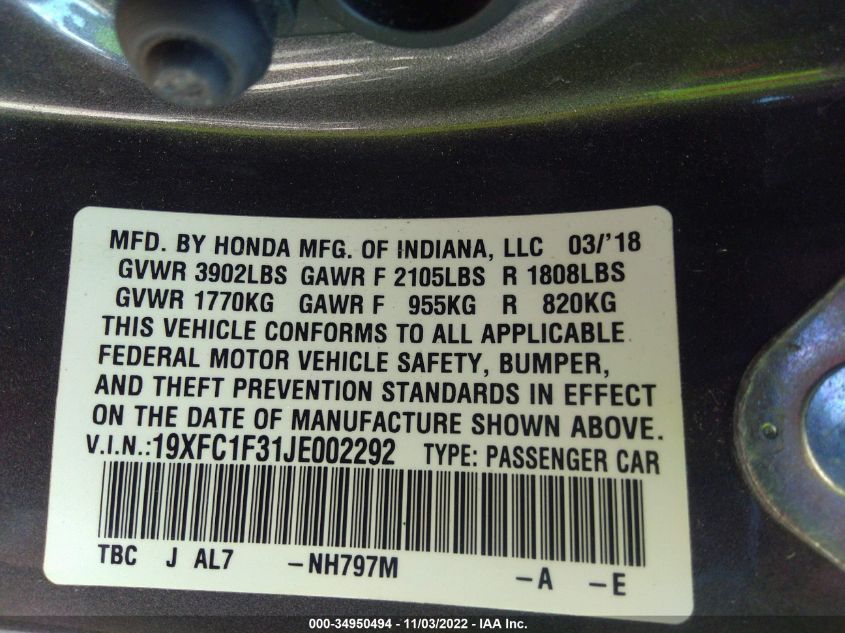 MFD. BY HONDA MFG. OF INDIANA, LLC 03/'18
GVWR 3902LBS GAWR F 2105LBS R 1808LBS
GVWR 1770KG GAWR F 955KG R 820KG
THIS VEHICLE CONFORMS TO ALL APPLICABLE
FEDERAL MOTOR VEHICLE SAFETY, BUMPER,
AND THEFT PREVENTION STANDARDS IN EFFECT
ON THE DATE OF MANUFACTURE SHOWN ABOVE.
V.I.N.:19XFC1F31JE002292 TYPE: PASSENGER CAR
TBC J AL7 -NH797M -A -E
000-34950494 - 11/03/2022 - IAA Inc.